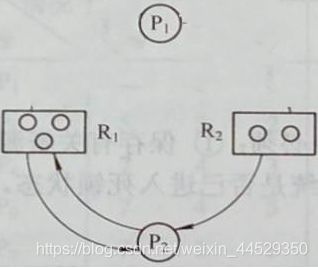 P₁
R₁
R₂
P₂
https://blog.csdn.net/weixin_44529350